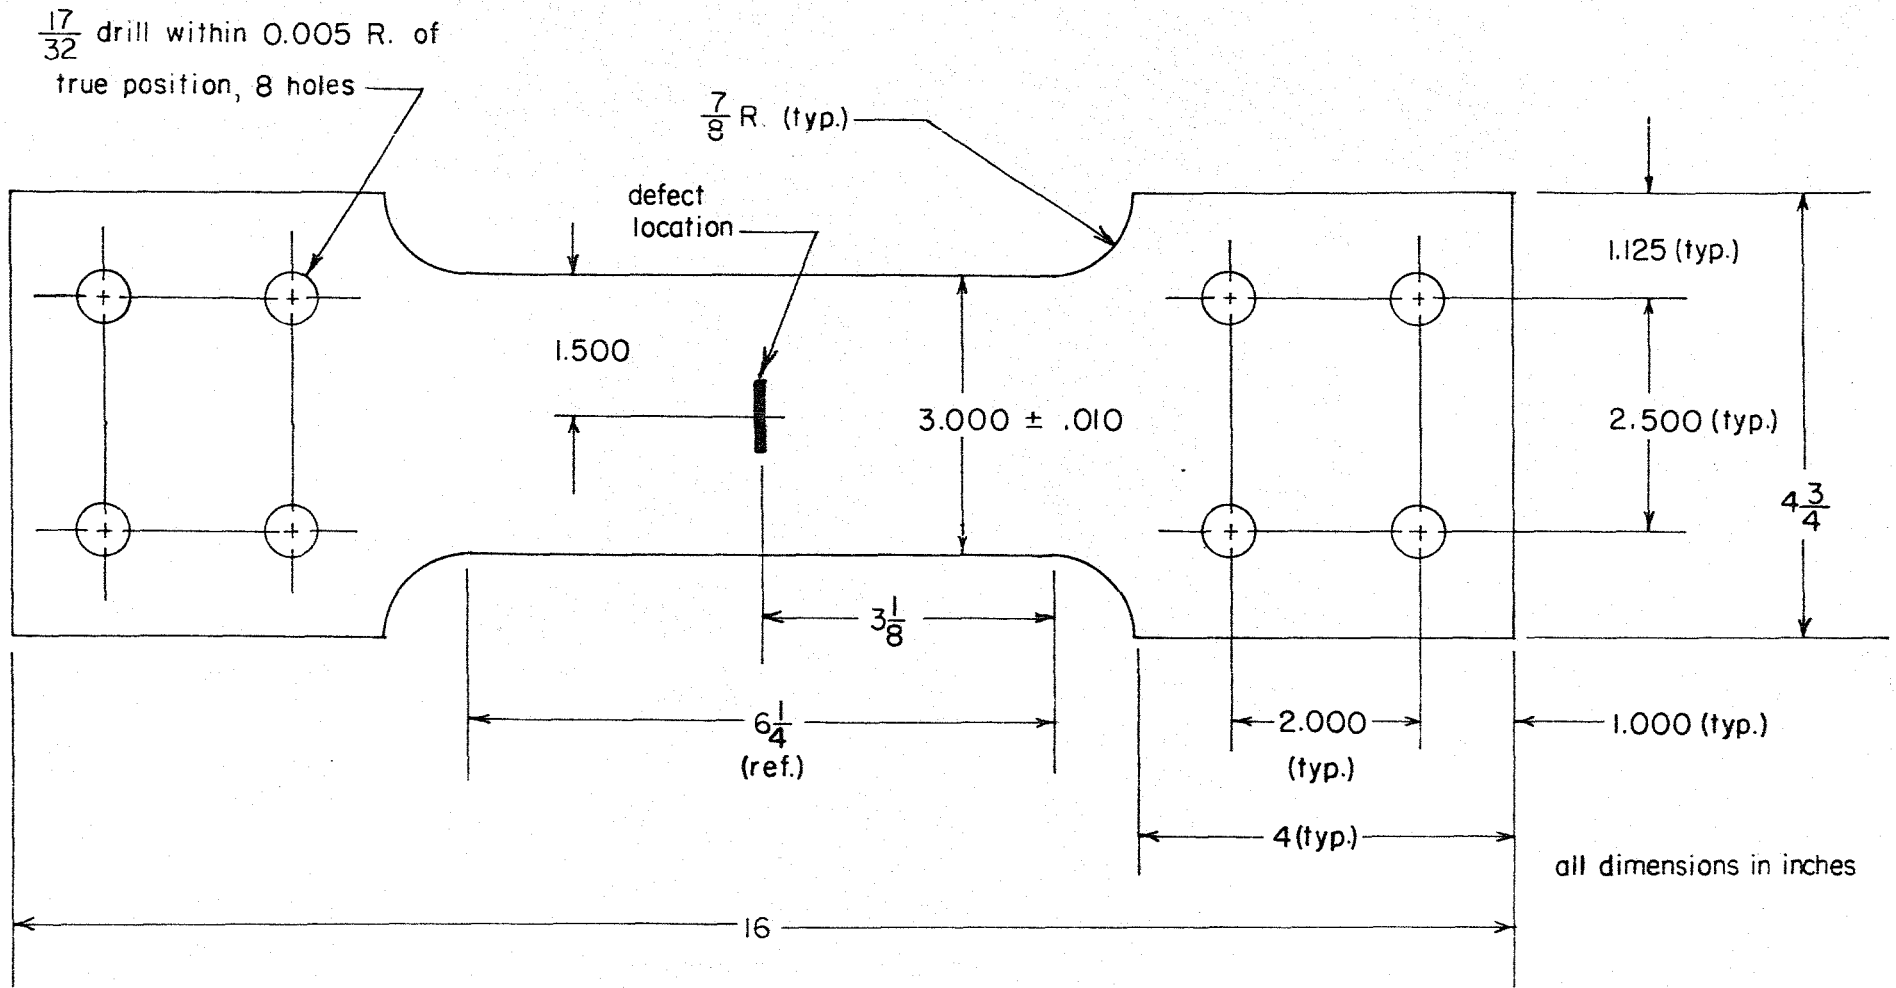 17/32 drill within 0.005 R. of
true position, 8 holes
7/8 R. (typ.)
defect
location
1.125 (typ.)
1.500
3.000 ± .010
2.500 (typ.)
4 3/4
3 1/8
6 1/4
(ref.)
2.000
(typ.)
1.000 (typ.)
4 (typ.)
all dimensions in inches
16